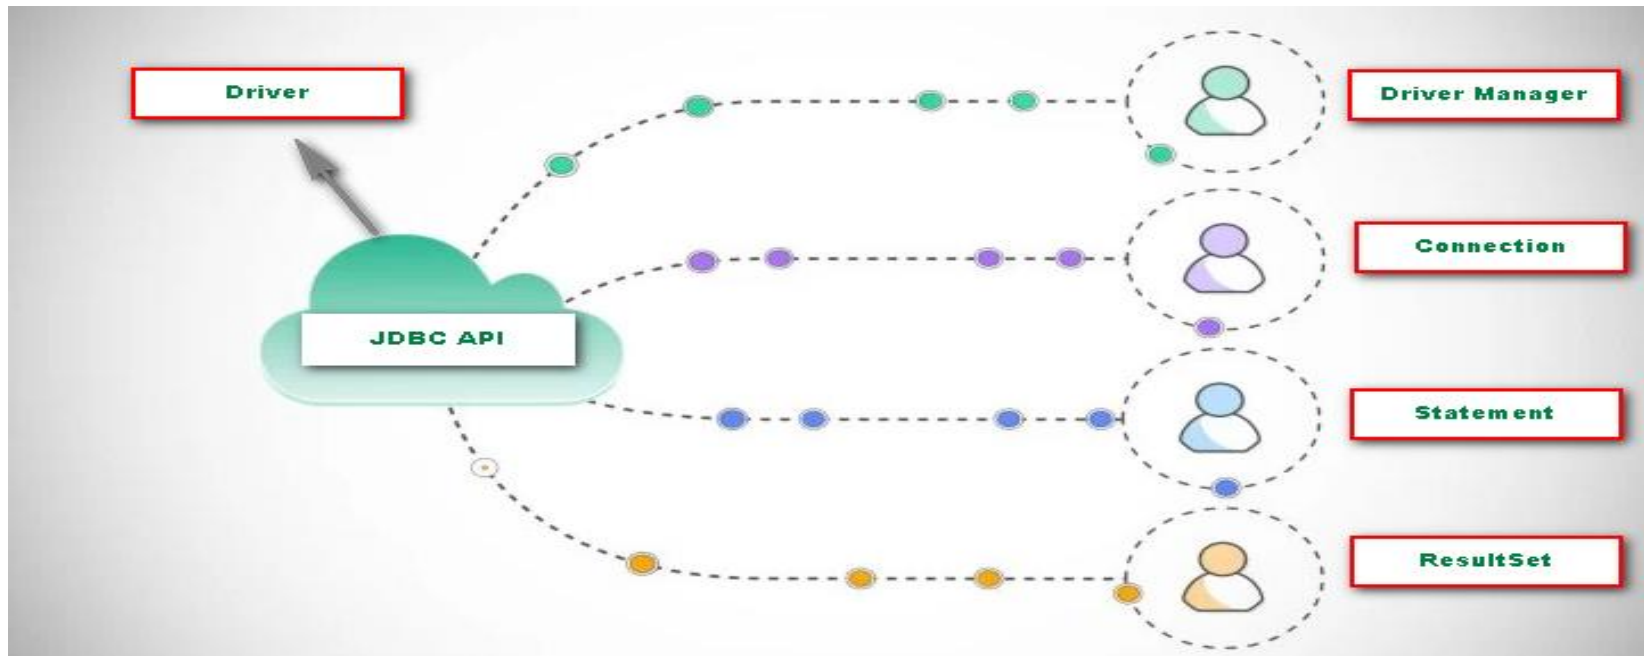 Driver
Driver Manager
Connection
JDBC API
Statement
ResultSet